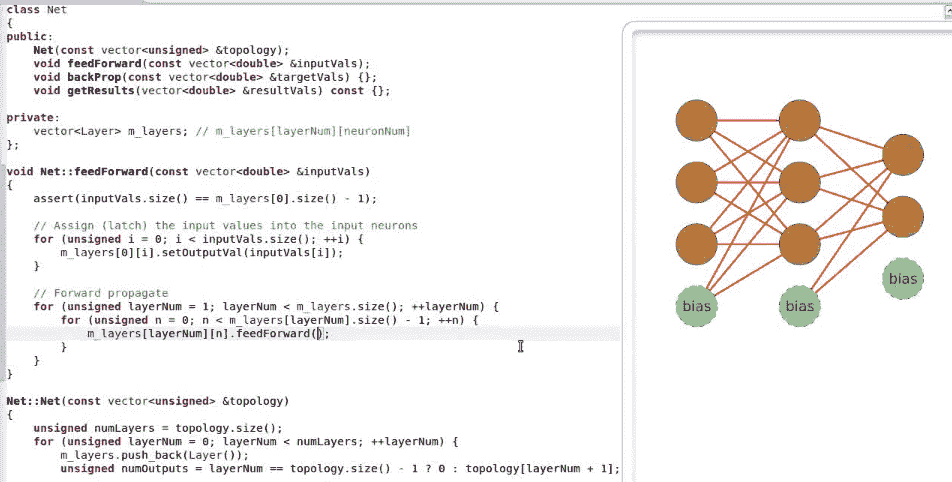 class Net
{
public:
    Net(const vector<unsigned> &topology);
    void feedForward(const vector<double> &inputVals);
    void backProp(const vector<double> &targetVals) {};
    void getResults(vector<double> &resultVals) const {};

private:
    vector<Layer> m_layers; // m_layers[layerNum][neuronNum]
};

void Net::feedForward(const vector<double> &inputVals)
{
    assert(inputVals.size() == m_layers[0].size() - 1);

    // Assign (latch) the input values into the input neurons
    for (unsigned i = 0; i < inputVals.size(); ++i) {
        m_layers[0][i].setOutputVal(inputVals[i]);
    }

    // Forward propagate
    for (unsigned layerNum = 1; layerNum < m_layers.size(); ++layerNum) {
        for (unsigned n = 0; n < m_layers[layerNum].size() - 1; ++n) {
            m_layers[layerNum][n].feedForward();
        }
    }
}

Net::Net(const vector<unsigned> &topology)
{
    unsigned numLayers = topology.size();
    for (unsigned layerNum = 0; layerNum < numLayers; ++layerNum) {
        m_layers.push_back(Layer());
        unsigned numOutputs = layerNum == topology.size() - 1 ? 0 : topology[layerNum + 1];
bias
bias
bias